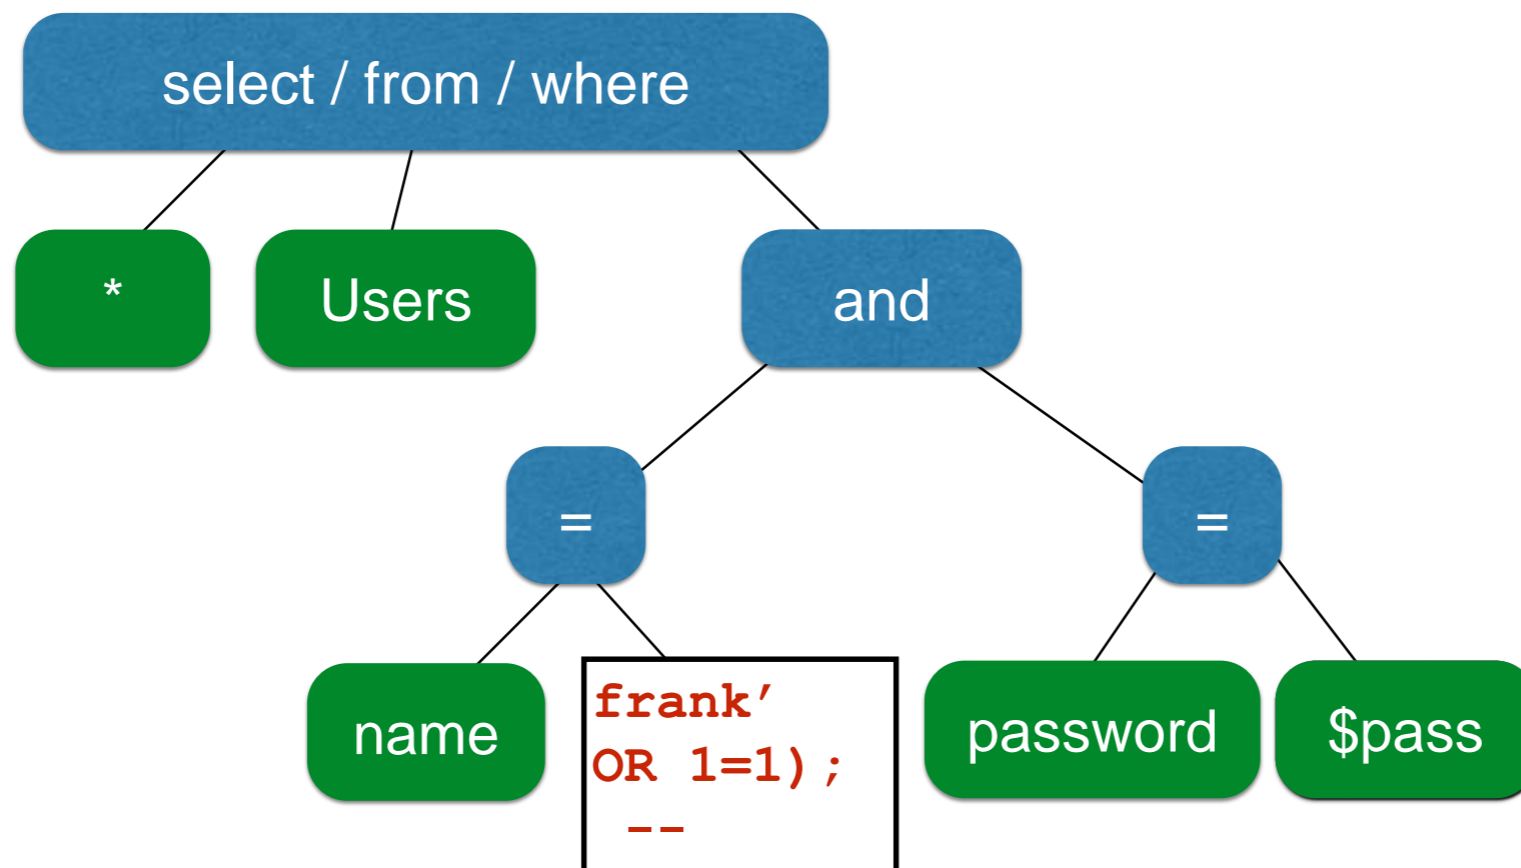 select / from / where
*
Users
and
=
=
name
frank’
OR 1=1);
--
password
$pass